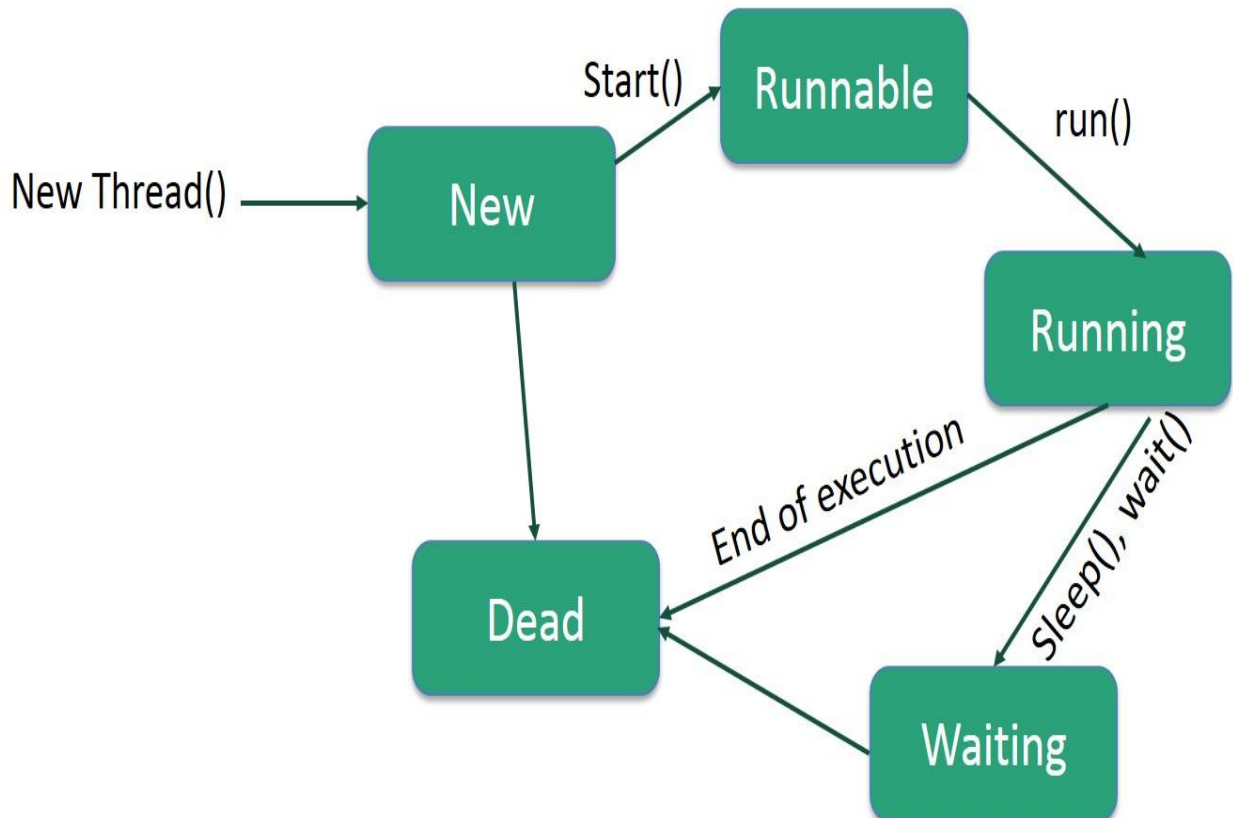 Start()
Runnable
run()
New Thread()
New
Running
End of execution
Sleep(), wait()
Dead
Waiting